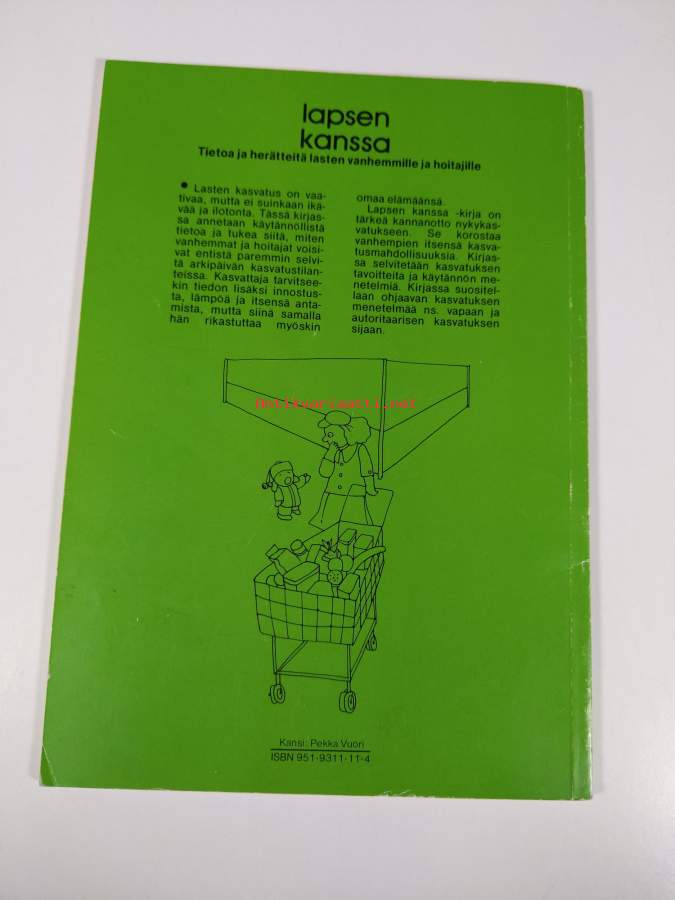 lapsen
kanssa
Tietoa ja herätteitä lasten vanhemmille ja hoitajille
• Lasten kasvatus on vaa-
tivaa, mutta ei suinkaan ikä-
vää ja ilotonta. Tässä kirjas-
sa annetaan käytännöllistä
tietoa ja tukea siitä, miten
vanhemmat ja hoitajat voisi-
vat entistä paremmin selvi-
tä arkipäivän kasvatustilan-
teissa. Kasvattaja tarvitsee-
kin tiedon lisäksi innostus-
ta, lämpöä ja itsensä anta-
mista, mutta siinä samalla
hän rikastuttaa myöskin
omaa elämäänsä.
Lapsen kanssa -kirja on
tärkeä kannanotto nykykas-
vatukseen. Se korostaa
vanhempien itsensä kasva-
tusmahdollisuuksia. Kirjas-
sa selvitetään kasvatuksen
tavoitteita ja käytännön me-
netelmiä. Kirjassa suositel-
laan ohjaavan kasvatuksen
menetelmää ns. vapaan ja
autoritaarisen kasvatuksen
sijaan.
antikvariaatti.net
Kansi: Pekka Vuori
ISBN 951-9311-11-4